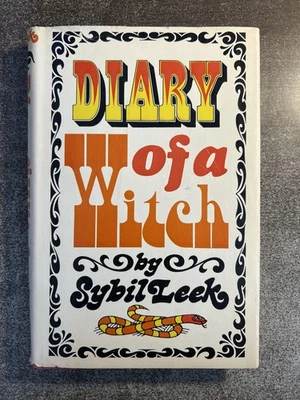 DIARY
of a
Witch
by
Sybil Leek